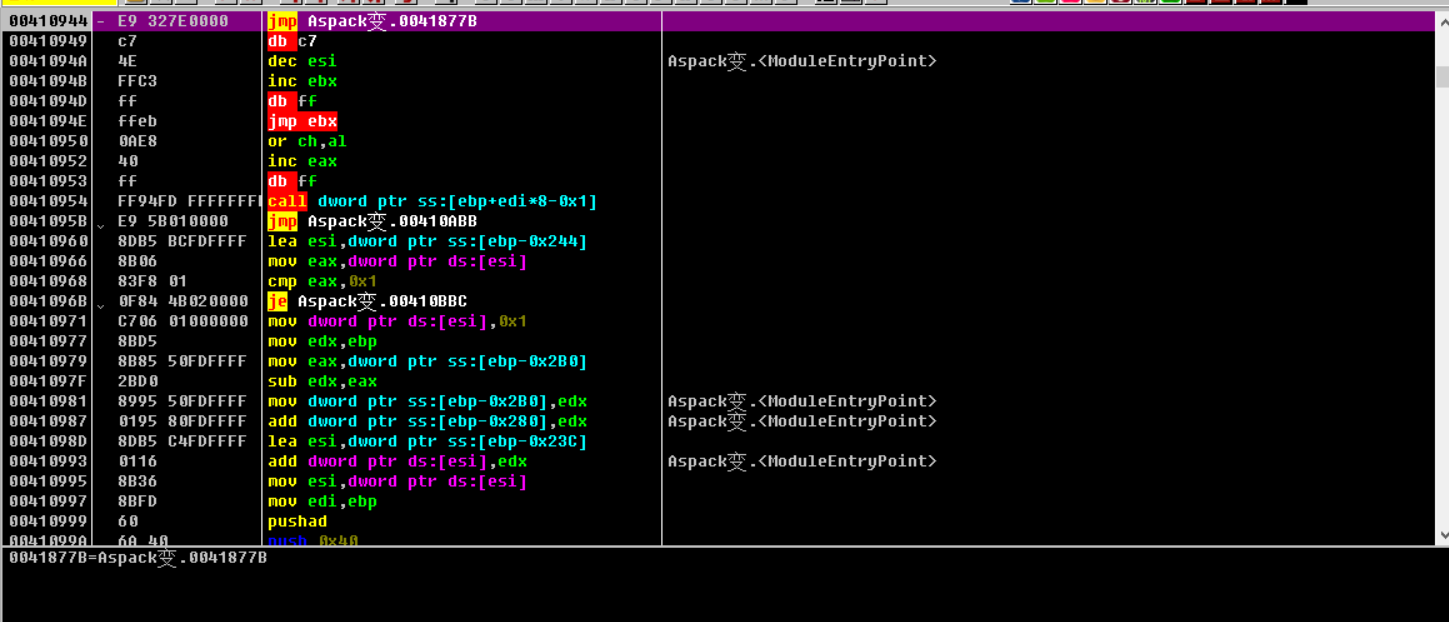 00410944 - E9 327E0000 jmp Aspack变.0041877B
00410949 c7 db c7
0041094A 4E dec esi Aspack变.<ModuleEntryPoint>
0041094B FFC3 inc ebx
0041094D ff db ff
0041094E ffeb jmp ebx
00410950 0AE8 or ch,al
00410952 40 inc eax
00410953 ff db ff
00410954 FF94FD FFFFFFFF call dword ptr ss:[ebp+edi*8-0x1]
0041095B E9 5B010000 jmp Aspack变.00410ABB
00410960 8DB5 BCFDFFFF lea esi,dword ptr ss:[ebp-0x244]
00410966 8B06 mov eax,dword ptr ds:[esi]
00410968 83F8 01 cmp eax,0x1
0041096B 0F84 4B020000 je Aspack变.00410BBC
00410971 C706 01000000 mov dword ptr ds:[esi],0x1
00410977 8BD5 mov edx,ebp
00410979 8B85 50FDFFFF mov eax,dword ptr ss:[ebp-0x2B0]
0041097F 2BD0 sub edx,eax
00410981 8995 50FDFFFF mov dword ptr ss:[ebp-0x2B0],edx Aspack变.<ModuleEntryPoint>
00410987 0195 80FDFFFF add dword ptr ss:[ebp-0x280],edx Aspack变.<ModuleEntryPoint>
0041098D 8DB5 C4FDFFFF lea esi,dword ptr ss:[ebp-0x23C]
00410993 0116 add dword ptr ds:[esi],edx Aspack变.<ModuleEntryPoint>
00410995 8B36 mov esi,dword ptr ds:[esi]
00410997 8BFD mov edi,ebp
00410999 60 pushad
0041099A 6A 40 push 0x40
0041877B=Aspack变.0041877B